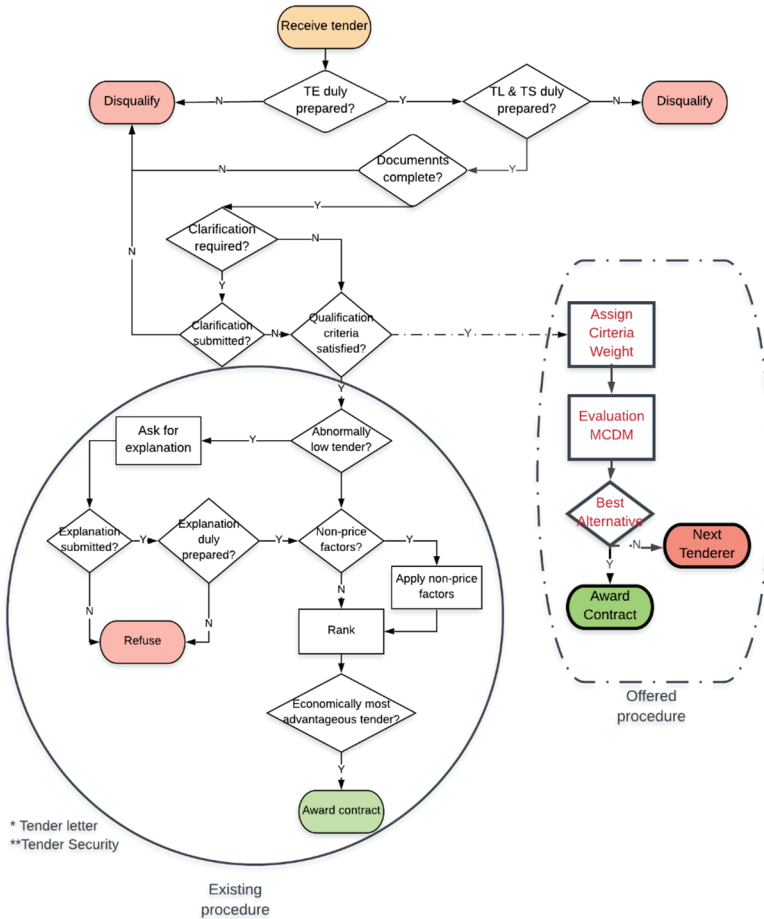 Receive tender
Disqualify
N
TE duly
prepared?
Y
TL & TS duly
prepared?
N
Disqualify
Documennts
complete?
Y
N
Y
Clarification
required?
N
N
Y
Clarification
submitted?
N
Qualification
criteria
satisfied?
Y
Assign
Cirteria
Weight
Y
Ask for
explanation
Y
Abnormally
low tender?
Evaluation
MCDM
Explanation
submitted?
Y
Explanation
duly
prepared?
Y
Non-price
factors?
Y
Best
Alternative
N
Next
Tenderer
Y
Apply non-price
factors
N
Award
Contract
N
N
Refuse
Rank
Economically most
advantageous tender?
Offered
procedure
Y
Award contract
* Tender letter
**Tender Security
Existing
procedure